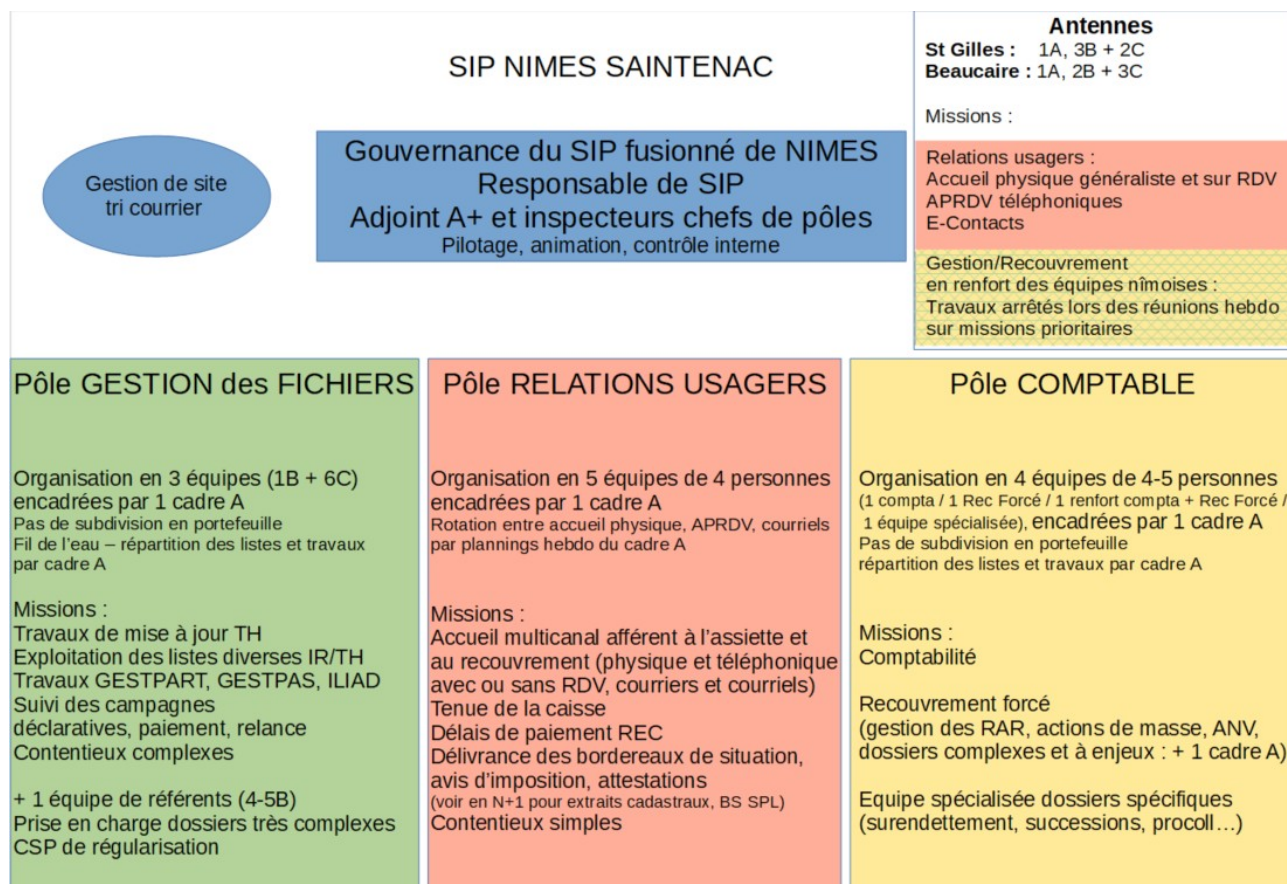 SIP NIMES SAINTENAC
Gestion de site
tri courrier
Gouvernance du SIP fusionné de NIMES
Responsable de SIP
Adjoint A+ et inspecteurs chefs de pôles
Pilotage, animation, contrôle interne
Antennes
St Gilles : 1A, 3B + 2C
Beaucaire : 1A, 2B + 3C
Missions :
Relations usagers :
Accueil physique généraliste et sur RDV
APRDV téléphoniques
E-Contacts
Gestion/Recouvrement
en renfort des équipes nîmoises :
Travaux arrêtés lors des réunions hebdo
sur missions prioritaires
Pôle GESTION des FICHIERS
Organisation en 3 équipes (1B + 6C)
encadrées par 1 cadre A
Pas de subdivision en portefeuille
Fil de l'eau – répartition des listes et travaux
par cadre A
Missions :
Travaux de mise à jour TH
Exploitation des listes diverses IR/TH
Travaux GESTPART, GESTPAS, ILIAD
Suivi des campagnes
déclaratives, paiement, relance
Contentieux complexes
+ 1 équipe de référents (4-5B)
Prise en charge dossiers très complexes
CSP de régularisation
Pôle RELATIONS USAGERS
Organisation en 5 équipes de 4 personnes
encadrées par 1 cadre A
Rotation entre accueil physique, APRDV, courriels
par plannings hebdo du cadre A
Missions :
Accueil multicanal afférent à l'assiette et
au recouvrement (physique et téléphonique
avec ou sans RDV, courriers et courriels)
Tenue de la caisse
Délais de paiement REC
Délivrance des bordereaux de situation,
avis d'imposition, attestations
(voir en N+1 pour extraits cadastraux, BS SPL)
Contentieux simples
Pôle COMPTABLE
Organisation en 4 équipes de 4-5 personnes
(1 compta / 1 Rec Forcé / 1 renfort compta + Rec Forcé /
1 équipe spécialisée), encadrées par 1 cadre A
Pas de subdivision en portefeuille
répartition des listes et travaux par cadre A
Missions :
Comptabilité
Recouvrement forcé
(gestion des RAR, actions de masse, ANV,
dossiers complexes et à enjeux : + 1 cadre A)
Equipe spécialisée dossiers spécifiques
(surendettement, successions, procoll…)